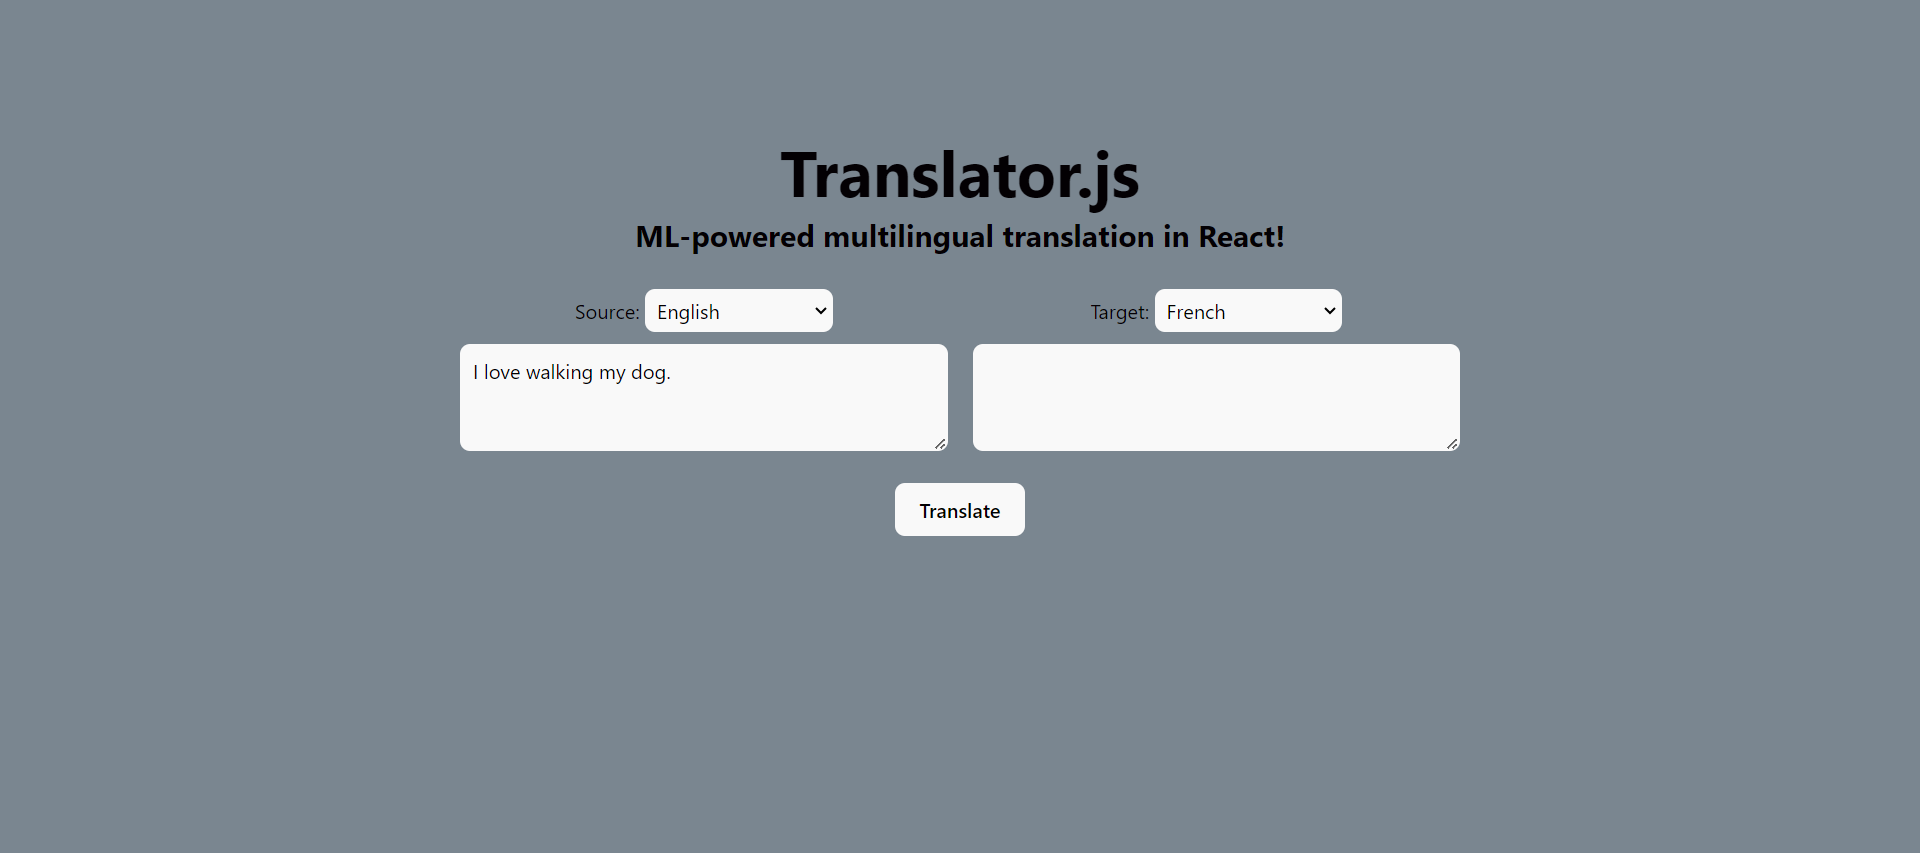 Translator.js
ML-powered multilingual translation in React!
Source: English
Target: French
I love walking my dog.
Translate